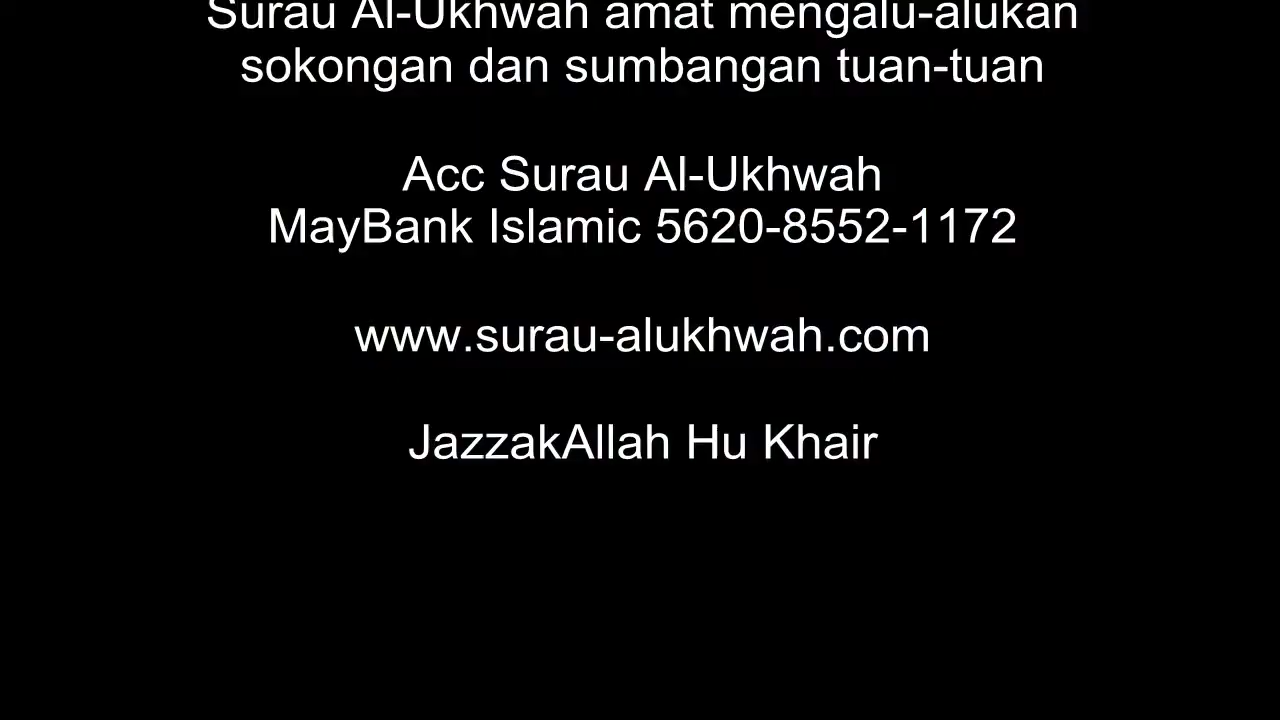 Surau Al-Ukhwah amat mengalu-alukan
sokongan dan sumbangan tuan-tuan
Acc Surau Al-Ukhwah
MayBank Islamic 5620-8552-1172
www.surau-alukhwah.com
JazzakAllah Hu Khair